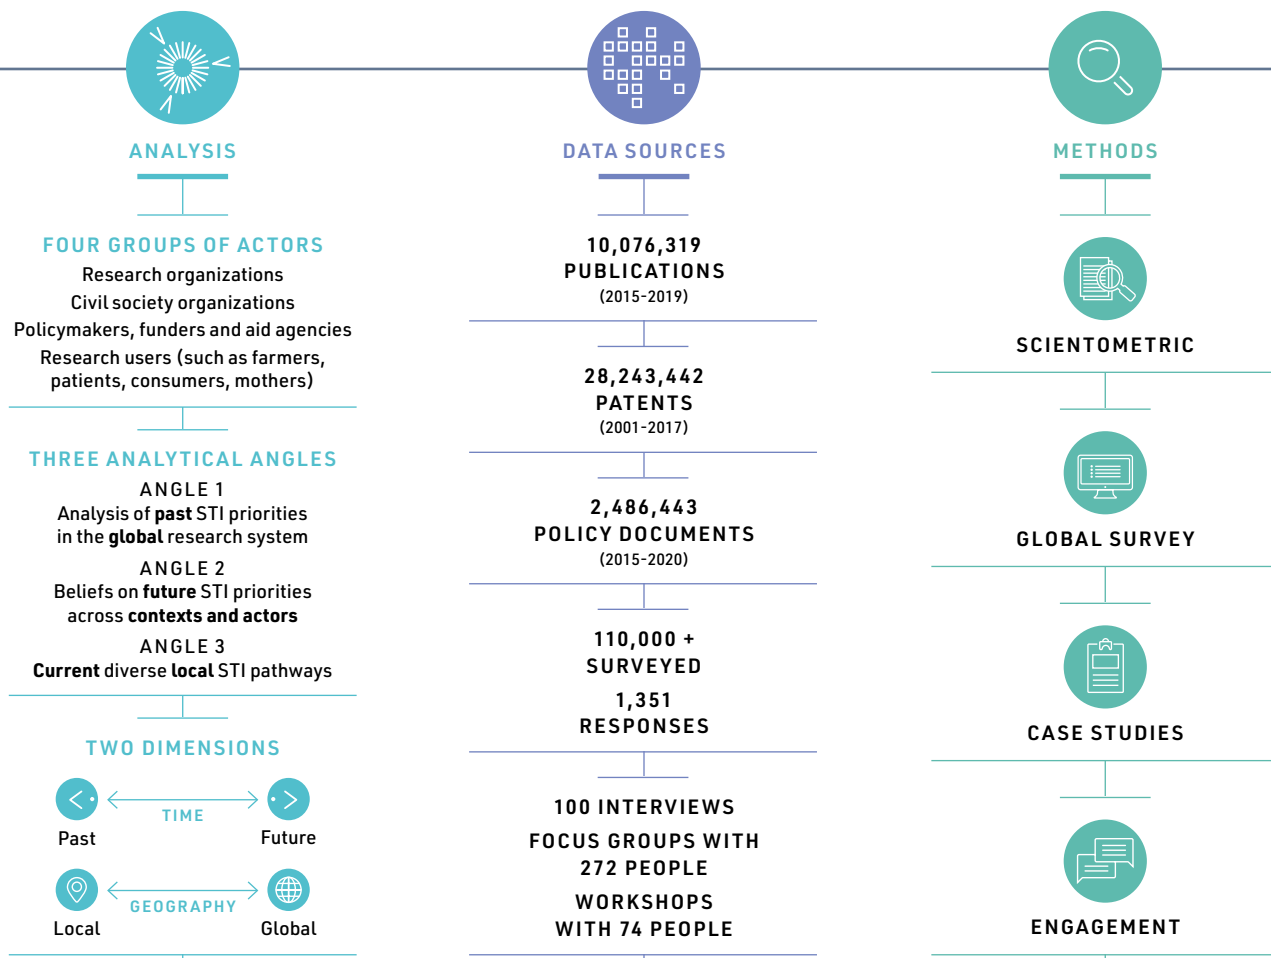 ANALYSIS
FOUR GROUPS OF ACTORS
Research organizations
Civil society organizations
Policymakers, funders and aid agencies
Research users (such as farmers,
patients, consumers, mothers)
THREE ANALYTICAL ANGLES
ANGLE 1
Analysis of past STI priorities
in the global research system
ANGLE 2
Beliefs on future STI priorities
across contexts and actors
ANGLE 3
Current diverse local STI pathways
TWO DIMENSIONS
TIME
Past
Future
GEOGRAPHY
Local
Global
DATA SOURCES
10,076,319
PUBLICATIONS
(2015-2019)
28,243,442
PATENTS
(2001-2017)
2,486,443
POLICY DOCUMENTS
(2015-2020)
110,000 +
SURVEYED
1,351
RESPONSES
100 INTERVIEWS
FOCUS GROUPS WITH
272 PEOPLE
WORKSHOPS
WITH 74 PEOPLE
METHODS
SCIENTOMETRIC
GLOBAL SURVEY
CASE STUDIES
ENGAGEMENT